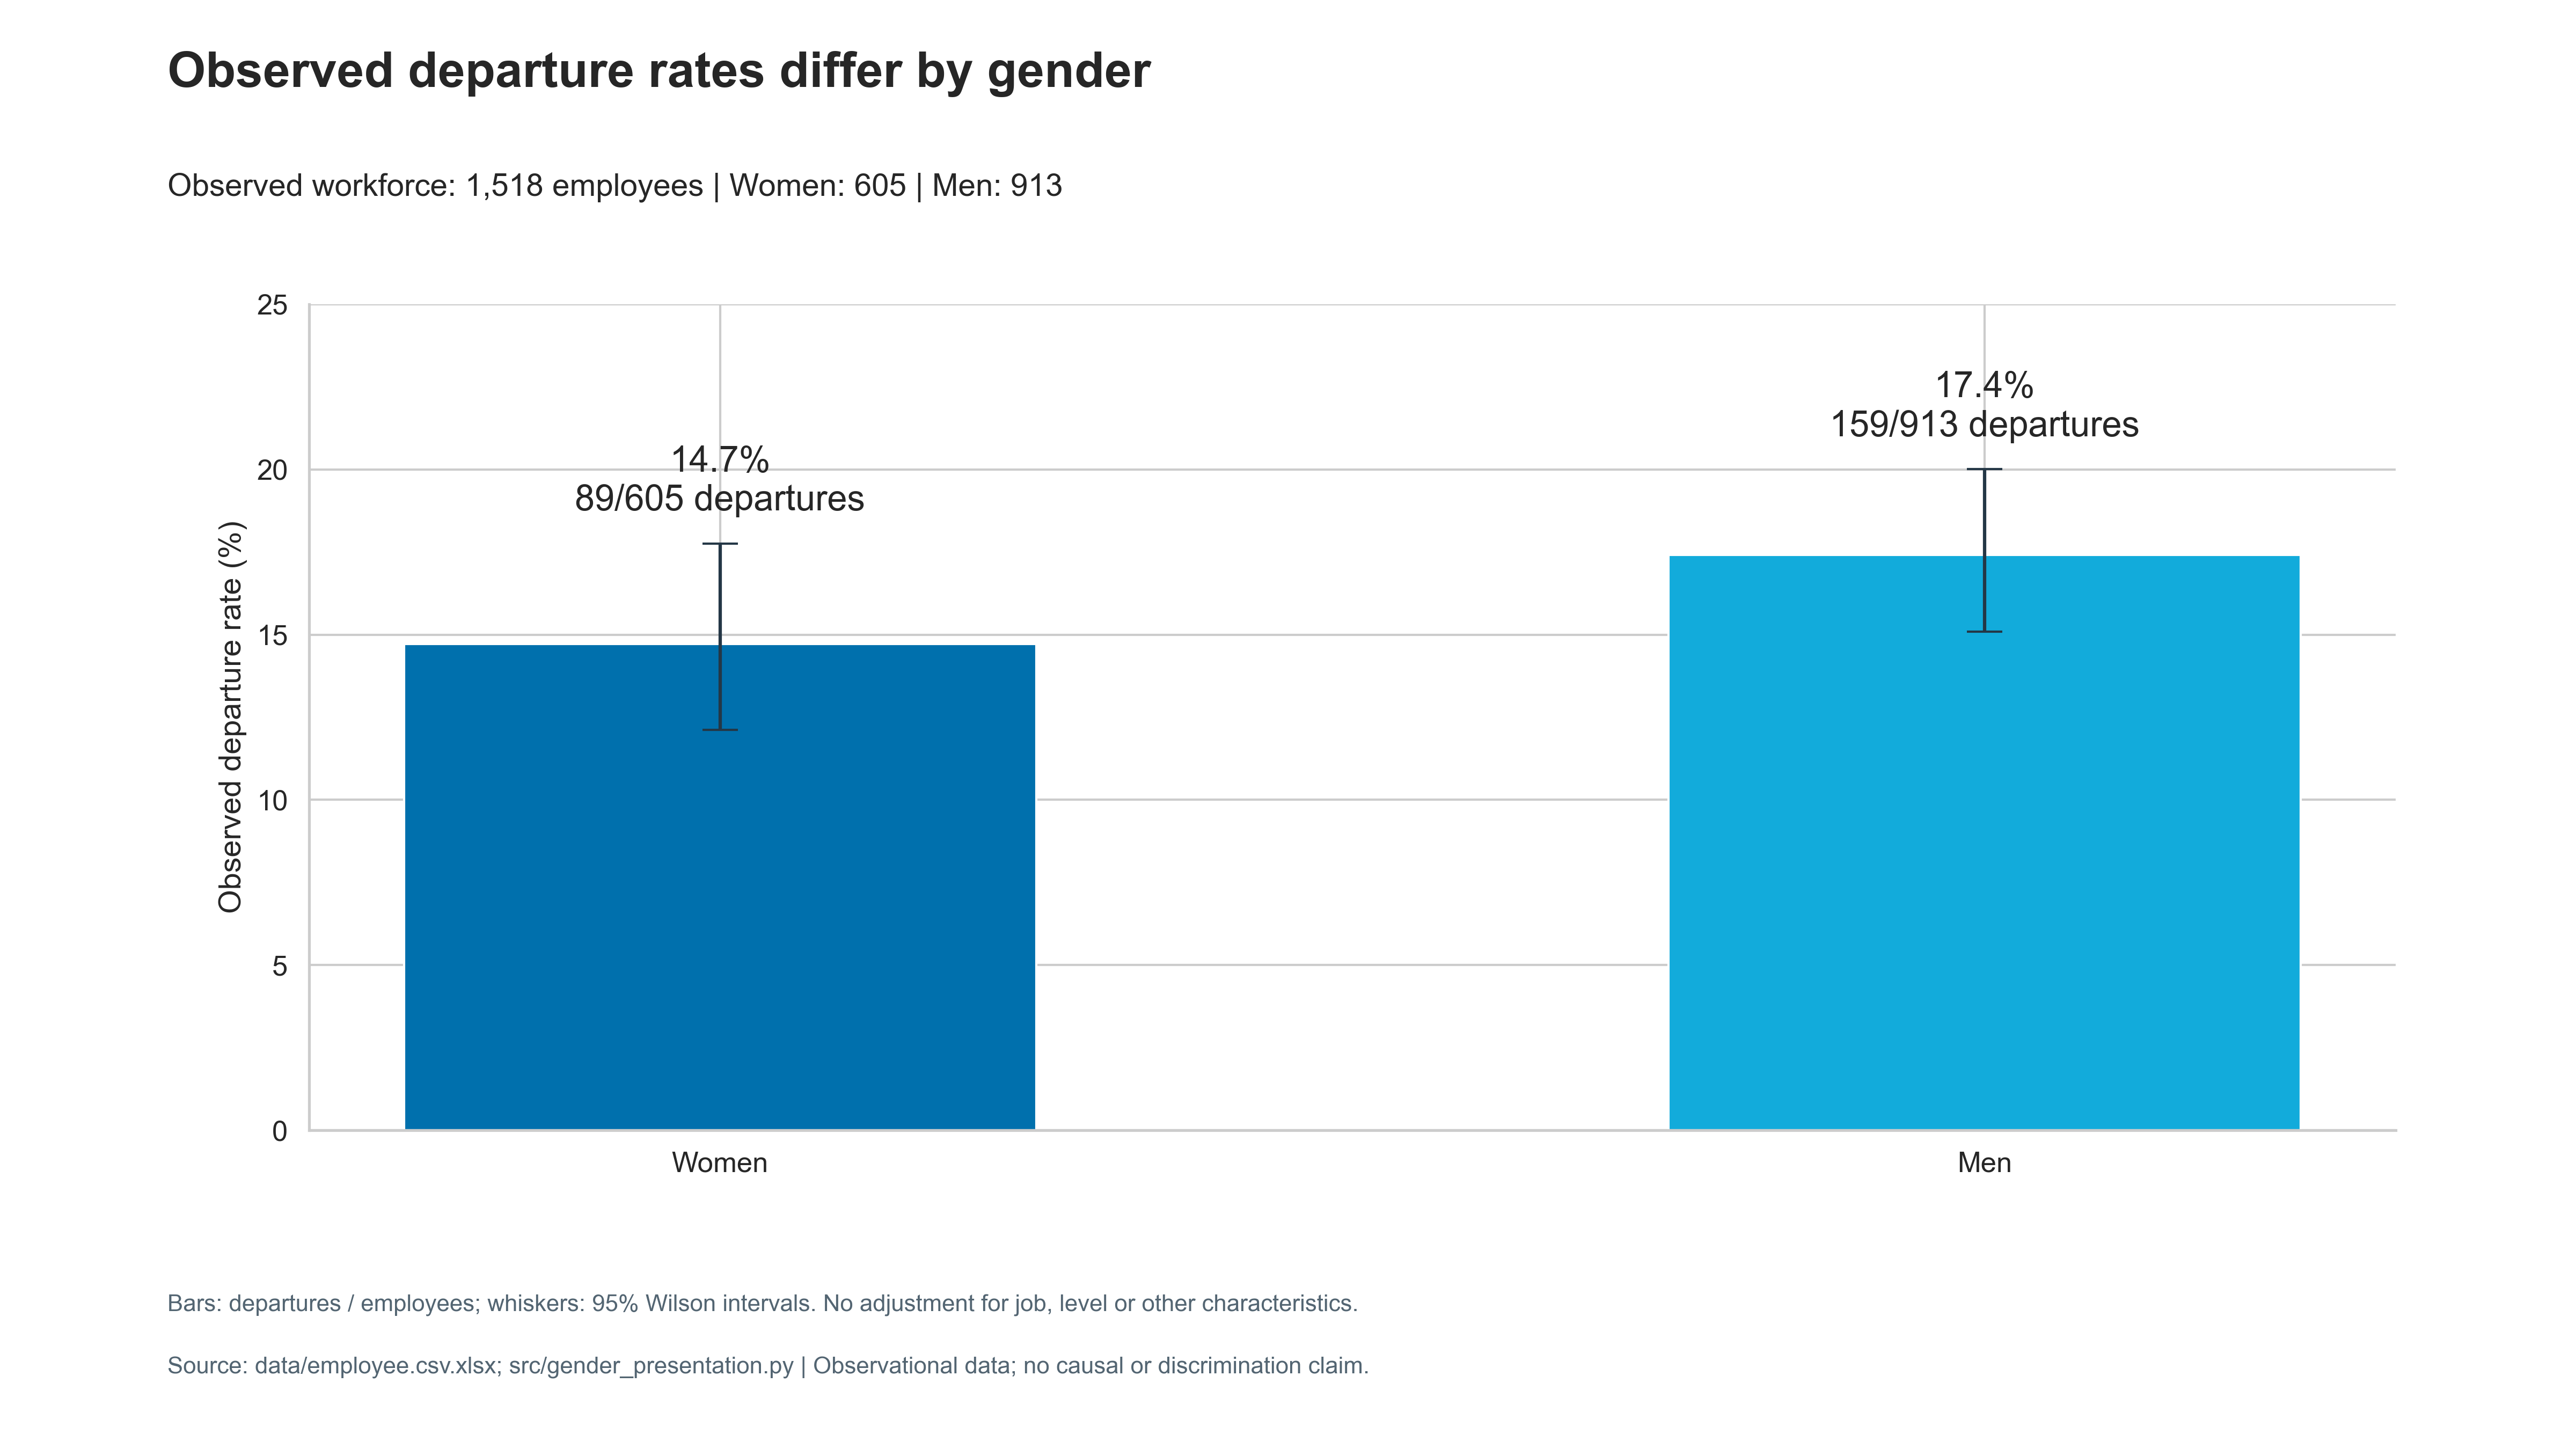 Observed departure rates differ by gender
Observed workforce: 1,518 employees | Women: 605 | Men: 913
Observed departure rate (%)
25
20
15
10
5
0
14.7%
89/605 departures
17.4%
159/913 departures
Women
Men
Bars: departures / employees; whiskers: 95% Wilson intervals. No adjustment for job, level or other characteristics.
Source: data/employee.csv.xlsx; src/gender_presentation.py | Observational data; no causal or discrimination claim.